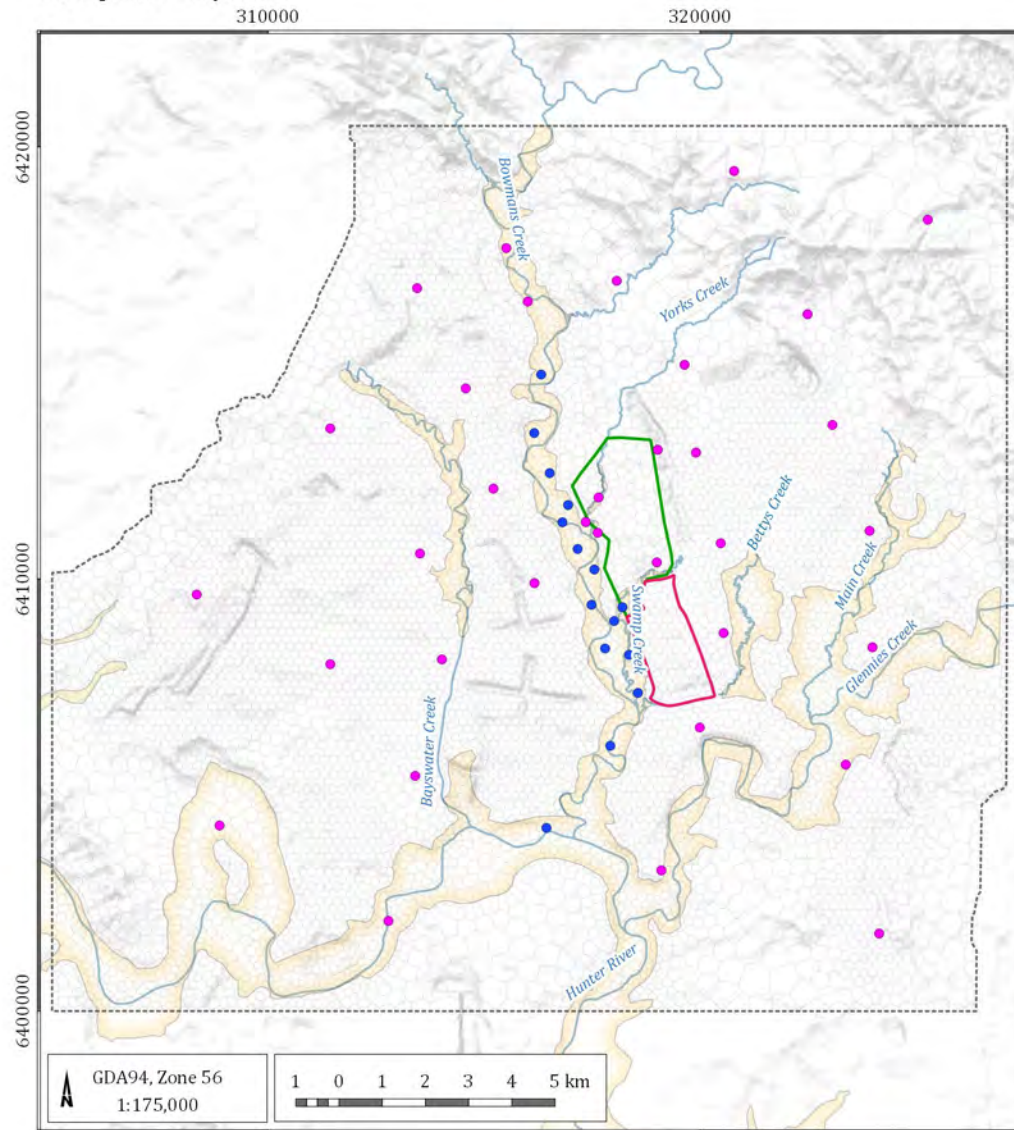 310000
320000
6420000
Bowmans Creek
Yorks Creek
6410000
Bettys Creek
Main Creek
Swamp Creek
Glennies Creek
Bayswater Creek
Hunter River
6400000
N
GDA94, Zone 56
1:175,000
1 0 1 2 3 4 5 km